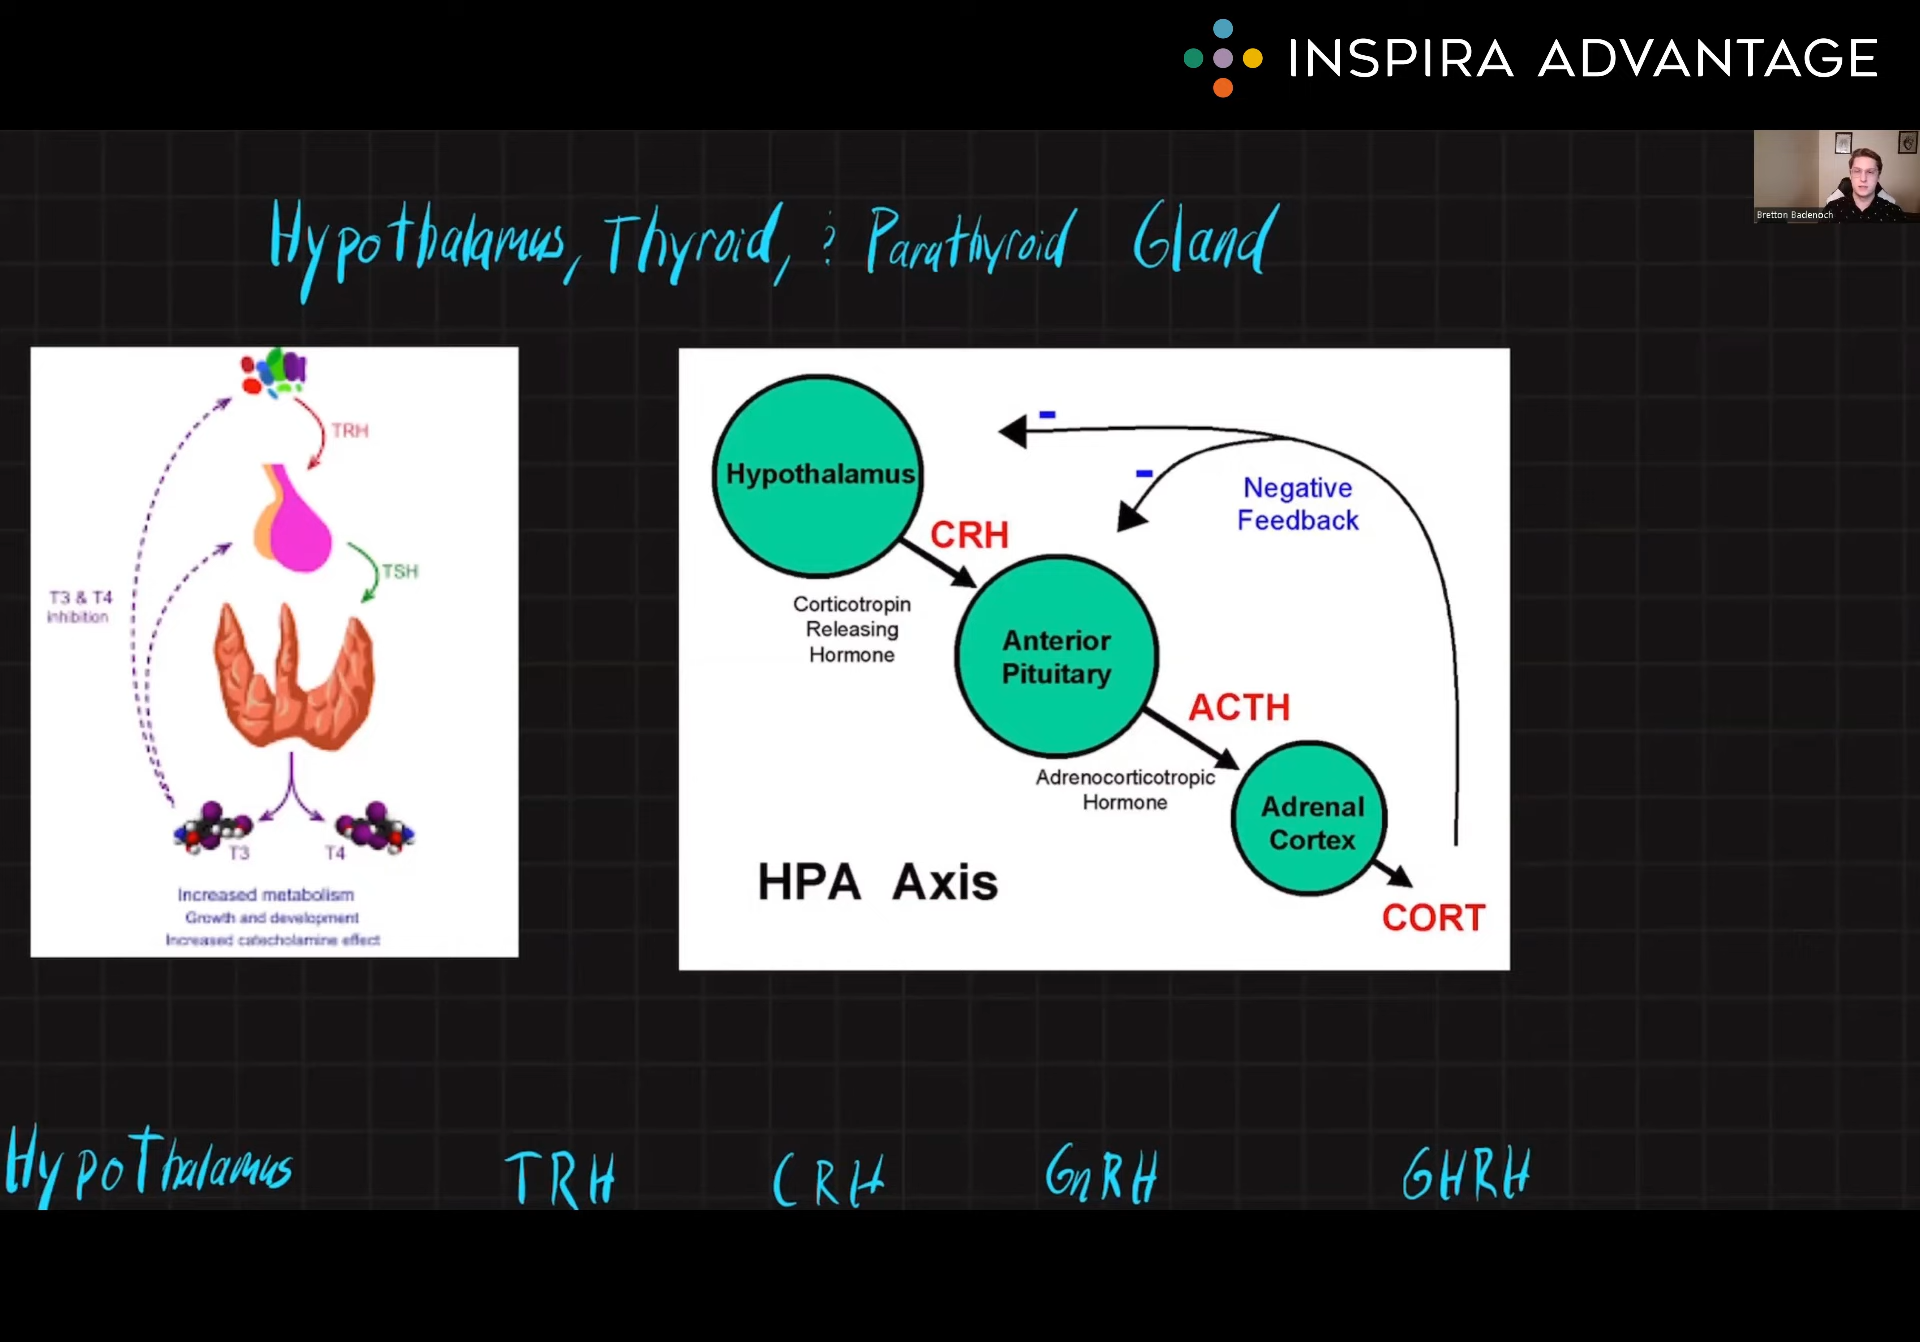 INSPIRA ADVANTAGE
Bretton Badenoch
Hypothalamus, Thyroid, & Parathyroid Gland
TRH
TSH
T3 & T4
Inhibition
T3 T4
Increased metabolism
Growth and development
Increased catecholamine effect
Hypothalamus
-
-
Negative
Feedback
CRH
Corticotropin
Releasing
Hormone
Anterior
Pituitary
ACTH
Adrenocorticotropic
Hormone
Adrenal
Cortex
HPA Axis
CORT
Hypothalamus TRH CRH GnRH GHRH